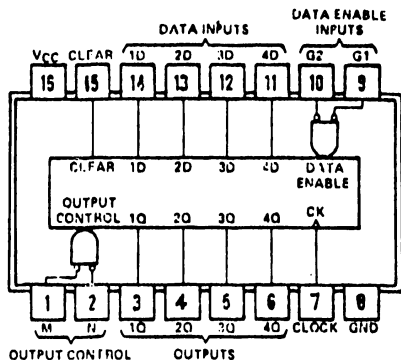 DATA INPUTS
DATA ENABLE
INPUTS
VCC CLEAR 1D 2D 3D 4D G2 G1
16 15 14 13 12 11 10 9
CLEAR 1D 2D 3D 4D DATA
ENABLE
OUTPUT
CONTROL 1Q 2Q 3Q 4Q CK
1 2 3 4 5 6 7 8
M N 1Q 2Q 3Q 4Q CLOCK GND
OUTPUT CONTROL OUTPUTS